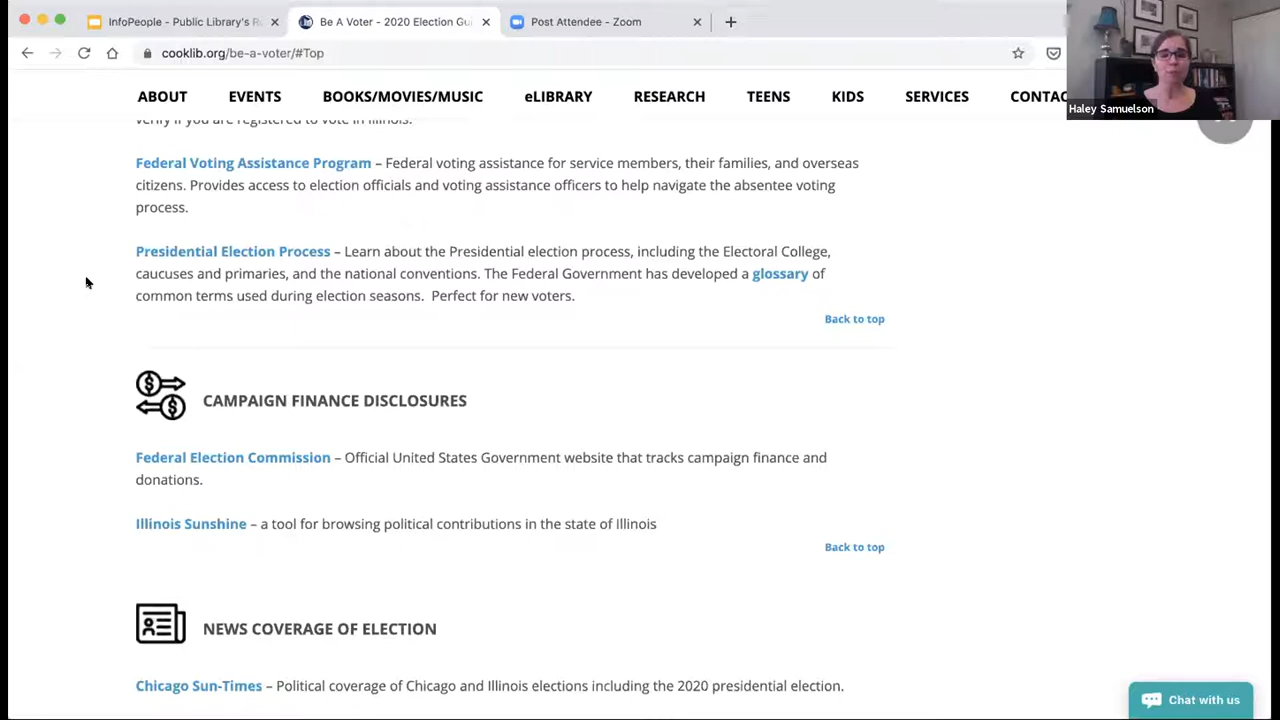 InfoPeople - Public Library's R
Be A Voter - 2020 Election Gu
Post Attendee - Zoom
cooklib.org/be-a-voter/#Top
Haley Samuelson
ABOUT EVENTS BOOKS/MOVIES/MUSIC eLIBRARY RESEARCH TEENS KIDS SERVICES CONTAC
verify if you are registered to vote in Illinois.
Federal Voting Assistance Program – Federal voting assistance for service members, their families, and overseas
citizens. Provides access to election officials and voting assistance officers to help navigate the absentee voting
process.
Presidential Election Process – Learn about the Presidential election process, including the Electoral College,
caucuses and primaries, and the national conventions. The Federal Government has developed a glossary of
common terms used during election seasons. Perfect for new voters.
Back to top
CAMPAIGN FINANCE DISCLOSURES
Federal Election Commission – Official United States Government website that tracks campaign finance and
donations.
Illinois Sunshine – a tool for browsing political contributions in the state of Illinois
Back to top
NEWS COVERAGE OF ELECTION
Chicago Sun-Times – Political coverage of Chicago and Illinois elections including the 2020 presidential election.
Chat with us